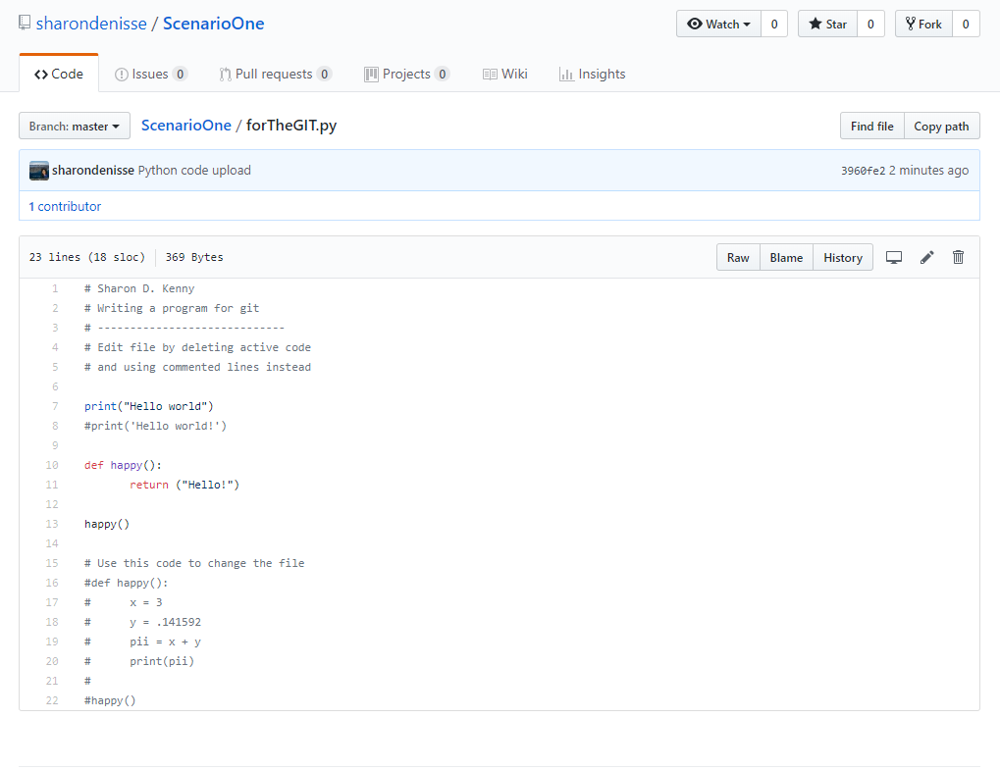 sharondenisse / ScenarioOne
Watch 0 Star 0 Fork 0
Code Issues 0 Pull requests 0 Projects 0 Wiki Insights
Branch: master ScenarioOne / forTheGIT.py Find file Copy path
sharondenisse Python code upload 3960fe2 2 minutes ago
1 contributor
23 lines (18 sloc) 369 Bytes Raw Blame History
1 # Sharon D. Kenny
2 # Writing a program for git
3 # -----------------------------
4 # Edit file by deleting active code
5 # and using commented lines instead
6
7 print("Hello world")
8 #print('Hello world!')
9
10 def happy():
11 return ("Hello!")
12
13 happy()
14
15 # Use this code to change the file
16 #def happy():
17 # x = 3
18 # y = .141592
19 # pii = x + y
20 # print(pii)
21 #
22 #happy()